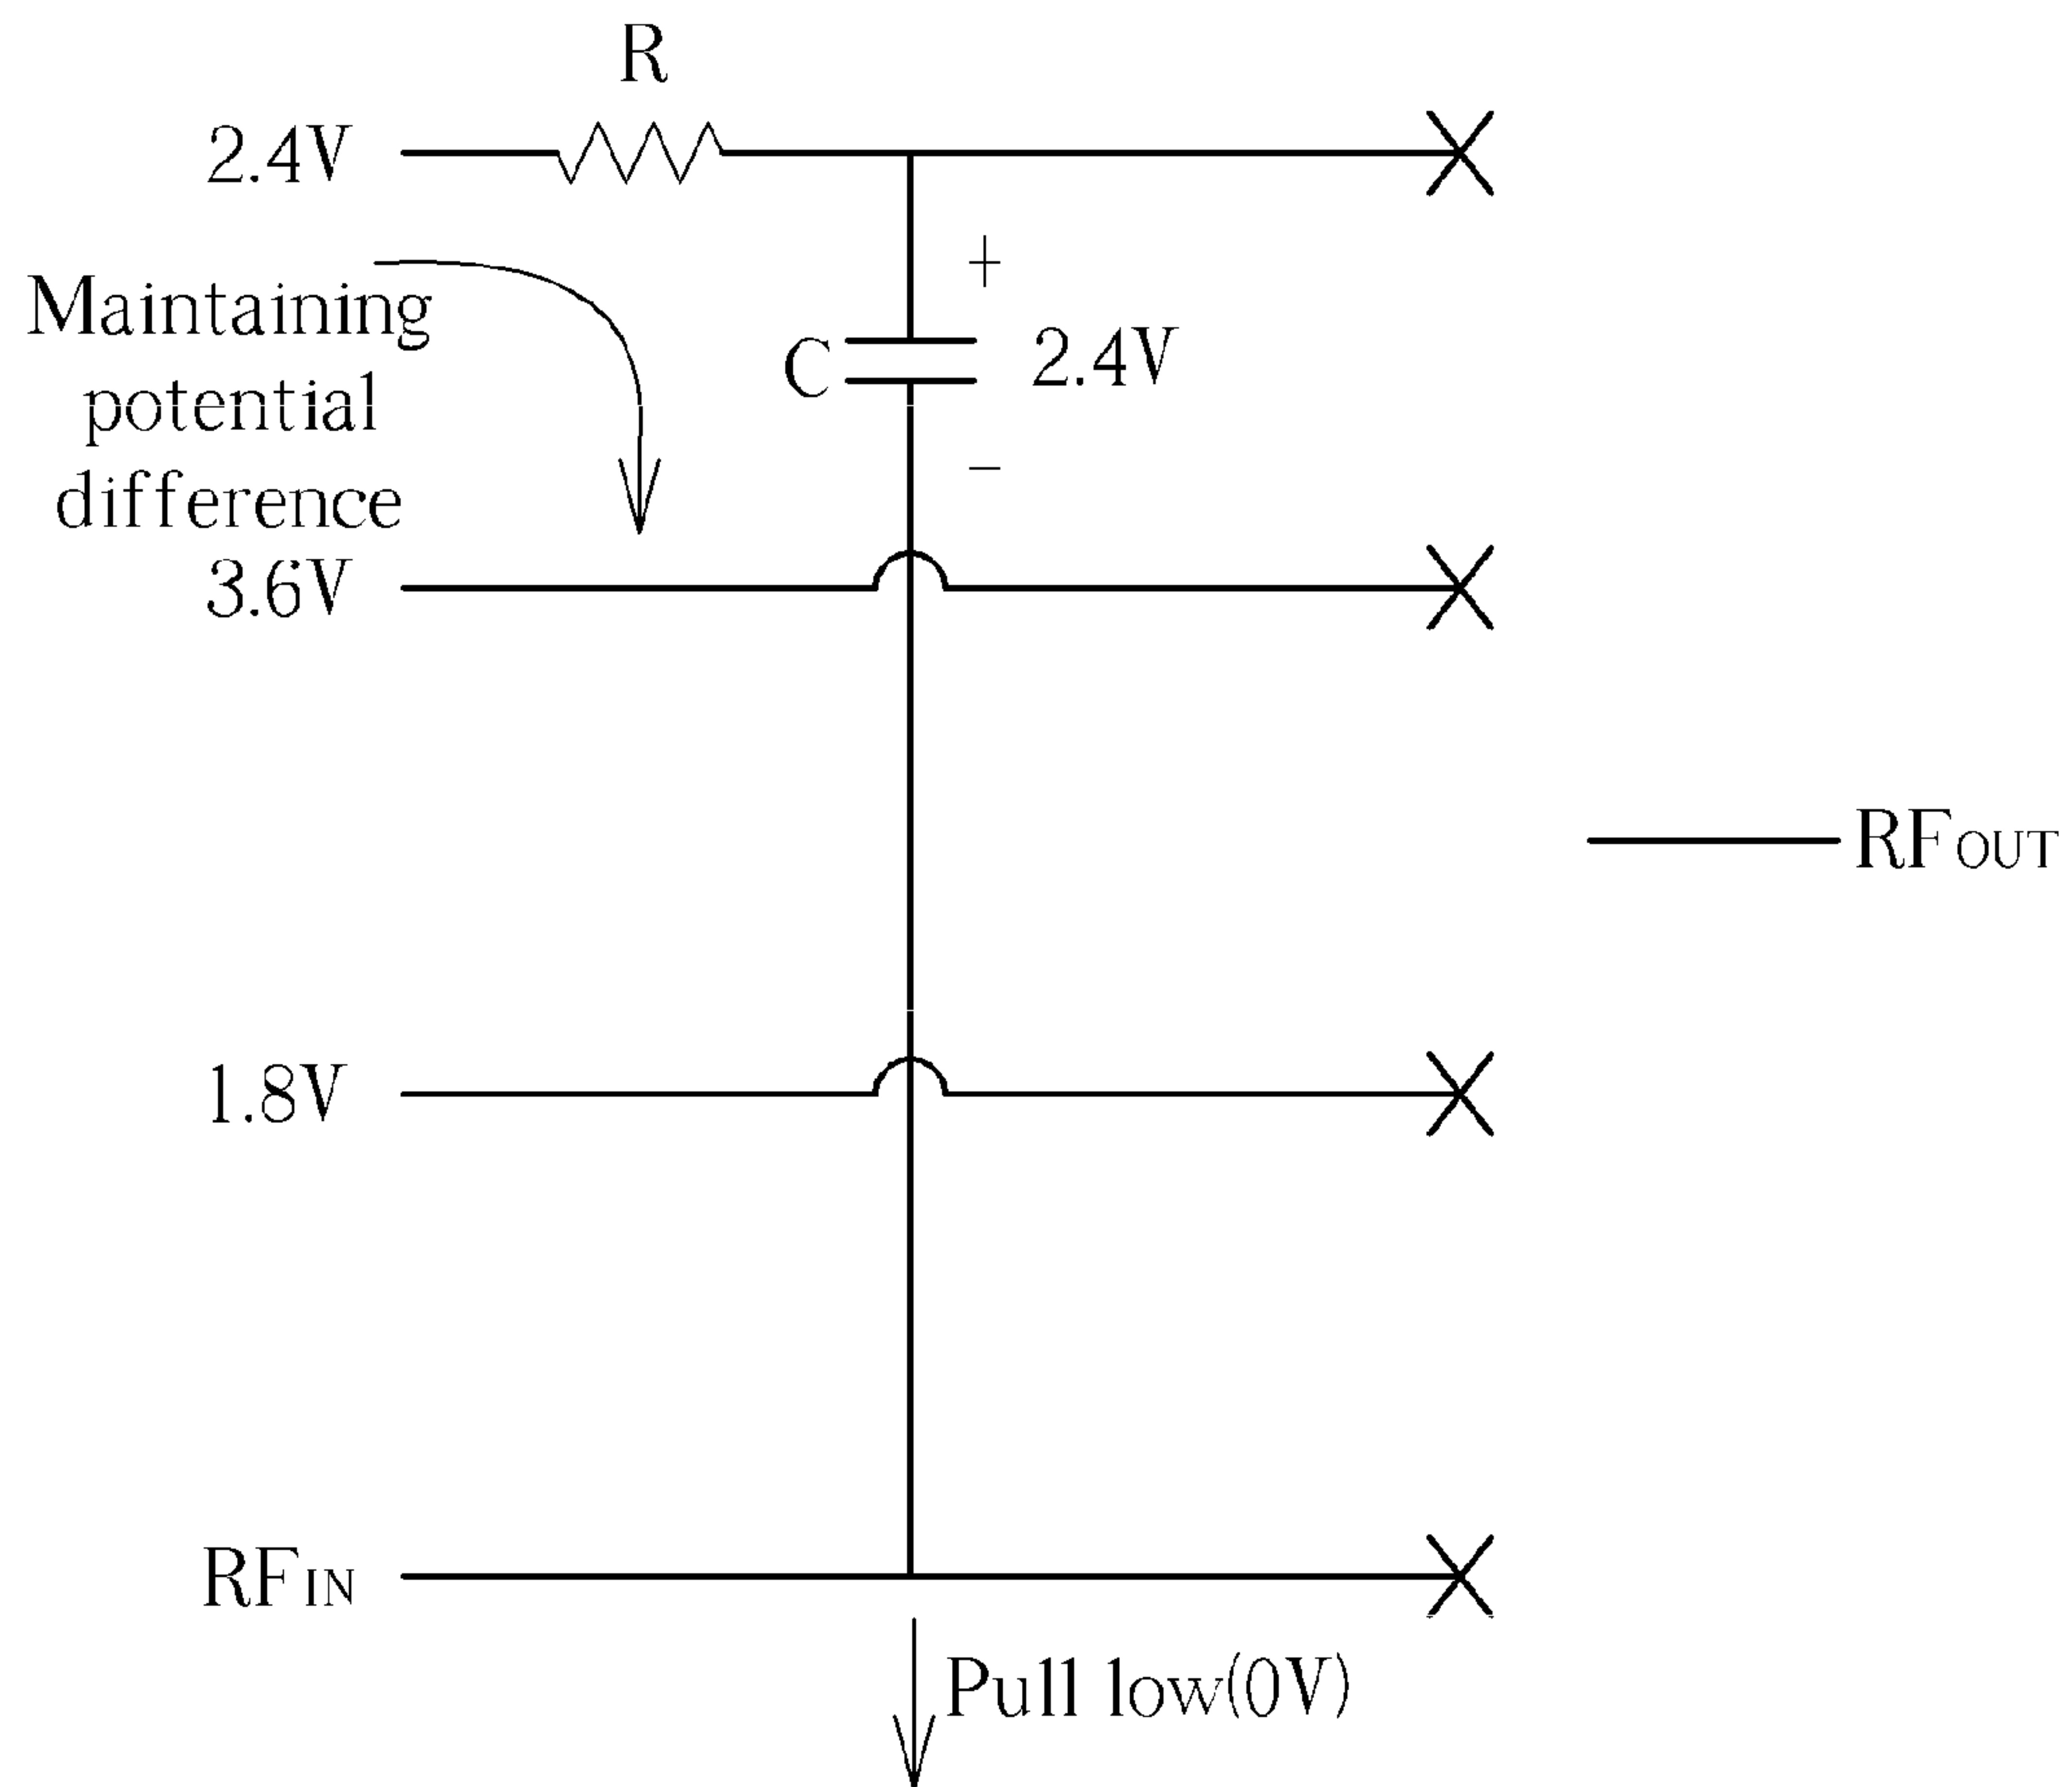 R
2.4V
Maintaining
potential
difference
+
C
2.4V
−
3.6V
RFOUT
1.8V
RFIN
Pull low(0V)